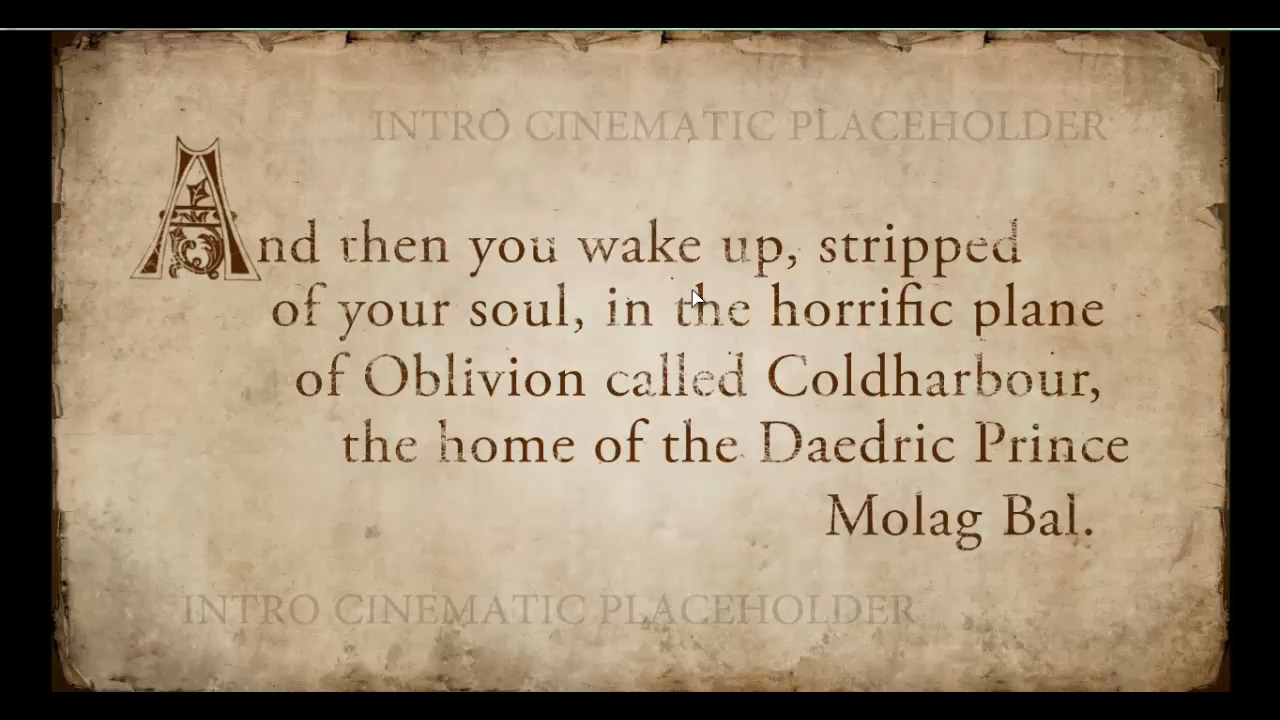 INTRO CINEMATIC PLACEHOLDER
And then you wake up, stripped
of your soul, in the horrific plane
of Oblivion called Coldharbour,
the home of the Daedric Prince
Molag Bal.
INTRO CINEMATIC PLACEHOLDER